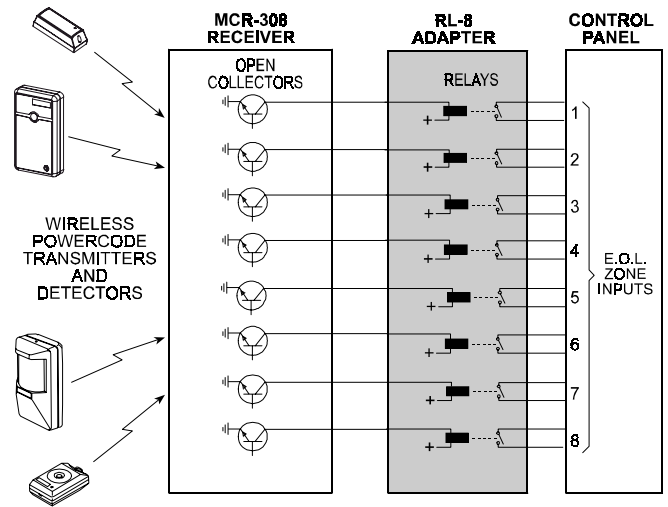 MCR-308
RECEIVER
RL-8
ADAPTER
CONTROL
PANEL
OPEN
COLLECTORS
RELAYS
WIRELESS
POWERCODE
TRANSMITTERS
AND
DETECTORS
+
+
+
+
+
+
+
+
1
2
3
4
5
6
7
8
E.O.L.
ZONE
INPUTS